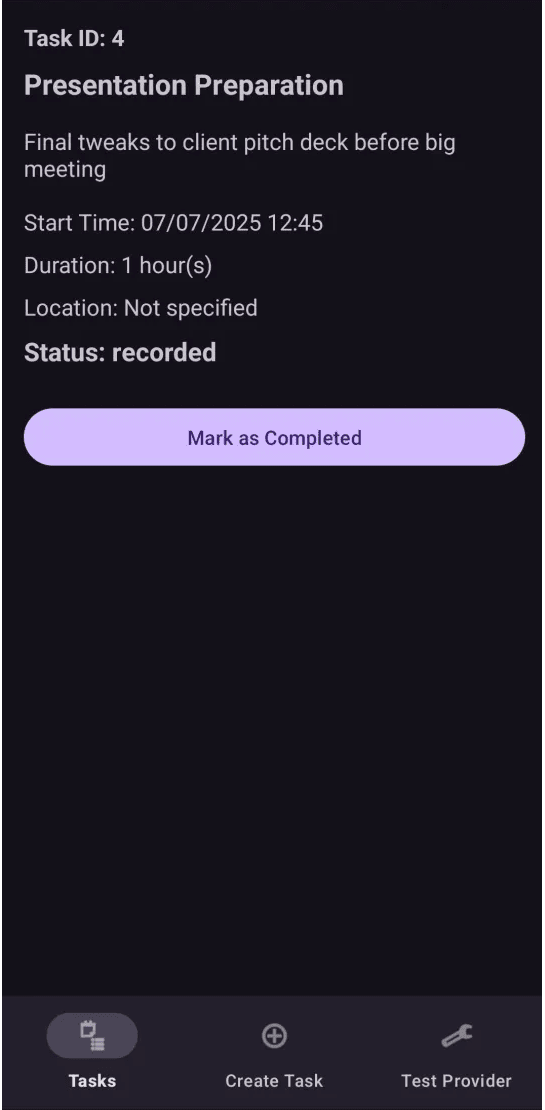 Task ID: 4
Presentation Preparation
Final tweaks to client pitch deck before big
meeting
Start Time: 07/07/2025 12:45
Duration: 1 hour(s)
Location: Not specified
Status: recorded
Mark as Completed
Tasks
Create Task
Test Provider